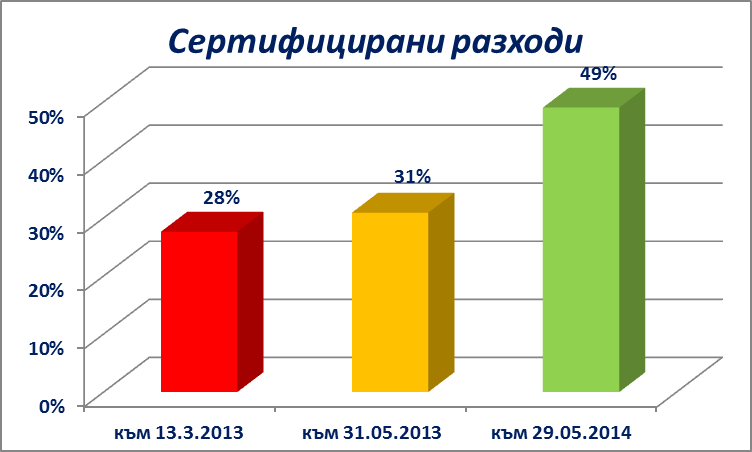 Сертифицирани разходи
49%
50%
40%
31%
28%
30%
20%
10%
0%
към 13.3.2013
към 31.05.2013
към 29.05.2014